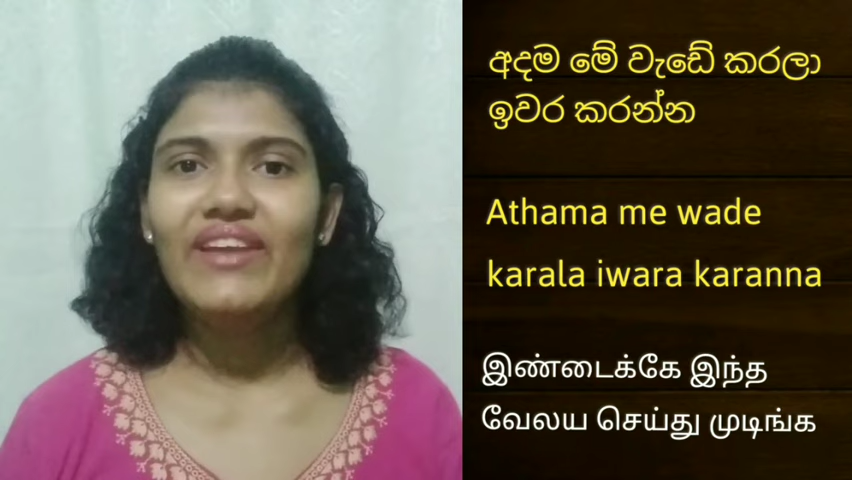 අදම මේ වැඩේ කරලා
ඉවර කරන්න
Athama me wade
karala iwara karanna
இண்டைக்கே இந்த
வேலய செய்து முடிங்க